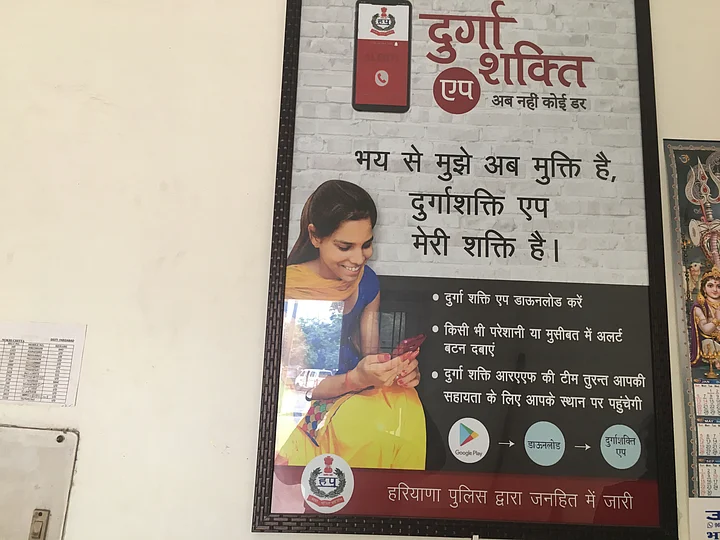 दुर्गा
शक्ति
एप
अब नहीं कोई डर
भय से मुझे अब मुक्ति है,
दुर्गाशक्ति एप
मेरी शक्ति है।
• दुर्गा शक्ति एप डाऊनलोड करें
• किसी भी परेशानी या मुसीबत में अलर्ट
बटन दबाएं
• दुर्गा शक्ति आरएएफ की टीम तुरन्त आपकी
सहायता के लिए आपके स्थान पर पहुंचेगी
Google Play → डाऊनलोड → दुर्गाशक्ति
एप
ह.प.
हरियाणा पुलिस द्वारा जनहित में जारी